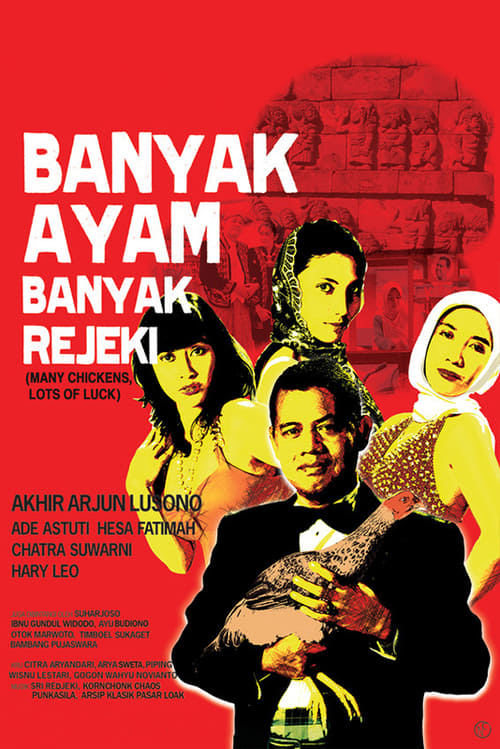 BANYAK
AYAM
BANYAK
REJEKI
(MANY CHICKENS,
LOTS OF LUCK)
AKHIR ARJUN LUSONO
ADE ASTUTI HESA FATIMAH
CHATRA SUWARNI
HARY LEO
SUHARJOSO
IBNU GUNDUL WIDODO, AYU BUDIONO
OTOK MARWOTO, TIMBOEL SUKAGET
BAMBANG PUJASWARA
CITRA ARYANDARI, ARYA SWETA, PIPING
WISNU LESTARI, GOGON WAHYU NOVIANTO
SRI REDJEKI, KORNCHONK CHAOS
PUNKASILA, ARSIP KLASIK PASAR LOAK